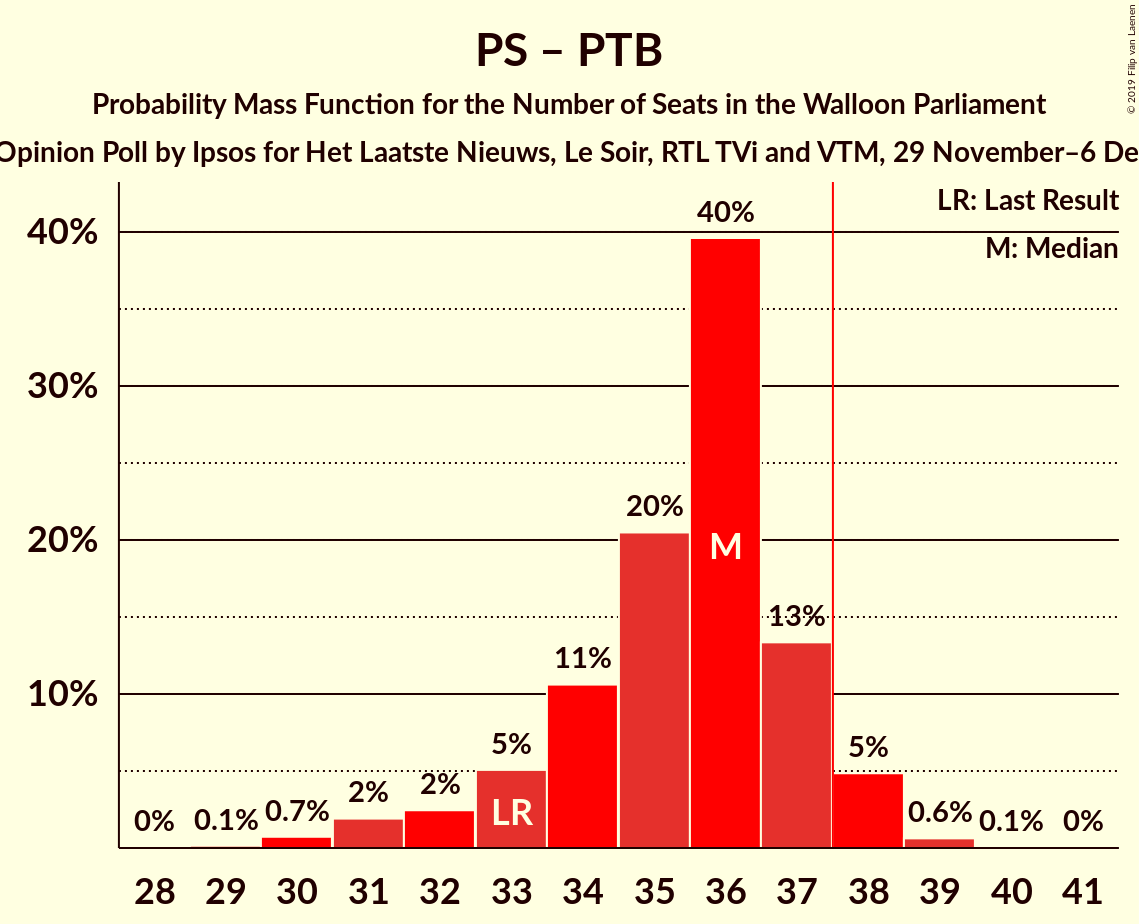 PS – PTB
Probability Mass Function for the Number of Seats in the Walloon Parliament
Opinion Poll by Ipsos for Het Laatste Nieuws, Le Soir, RTL TVi and VTM, 29 November–6 De
© 2019 Filip van Laenen
LR: Last Result
M: Median
40%
30%
20%
10%
0%
0.1%
0.7%
2%
2%
5%
11%
20%
40%
13%
5%
0.6%
0.1%
0%
LR
M
28 29 30 31 32 33 34 35 36 37 38 39 40 41